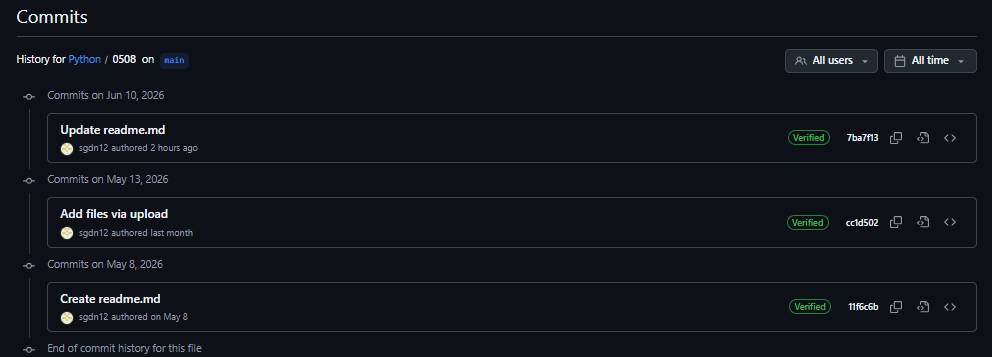 Commits
History for Python / 0508 on main
All users
All time
Commits on Jun 10, 2026
Update readme.md
Verified
7ba7f13
sgdn12 authored 2 hours ago
Commits on May 13, 2026
Add files via upload
Verified
cc1d502
sgdn12 authored last month
Commits on May 8, 2026
Create readme.md
Verified
11f6c6b
sgdn12 authored on May 8
End of commit history for this file